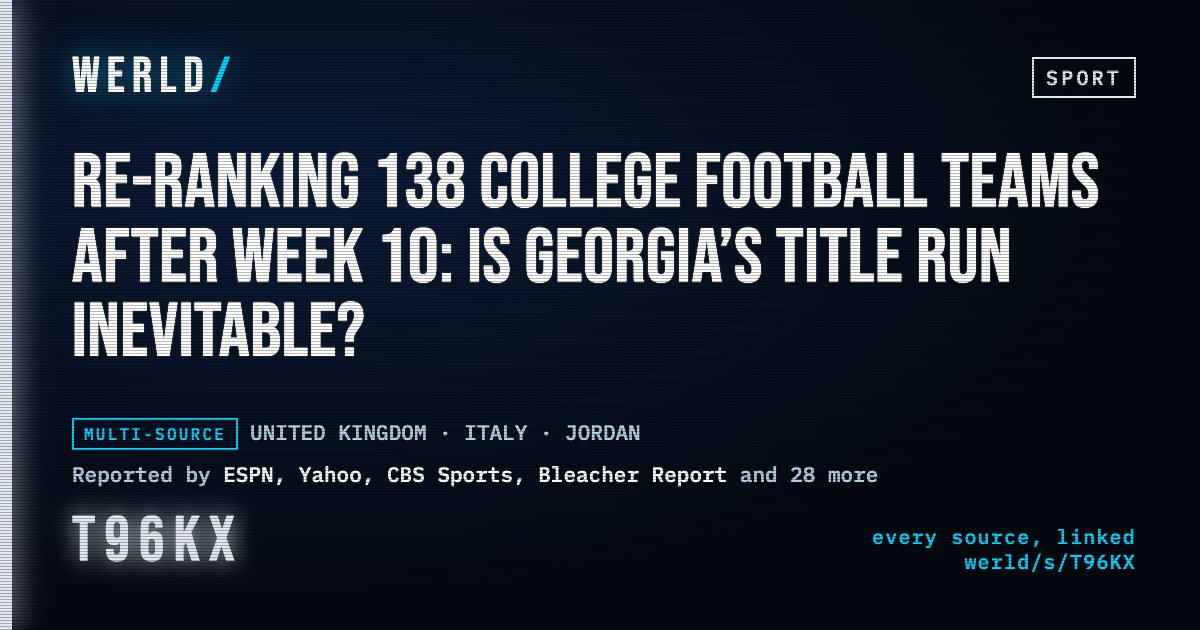 WERLD/
SPORT
RE-RANKING 138 COLLEGE FOOTBALL TEAMS
AFTER WEEK 10: IS GEORGIA’S TITLE RUN
INEVITABLE?
MULTI-SOURCE UNITED KINGDOM · ITALY · JORDAN
Reported by ESPN, Yahoo, CBS Sports, Bleacher Report and 28 more
T96KX
every source, linked
werld/s/T96KX